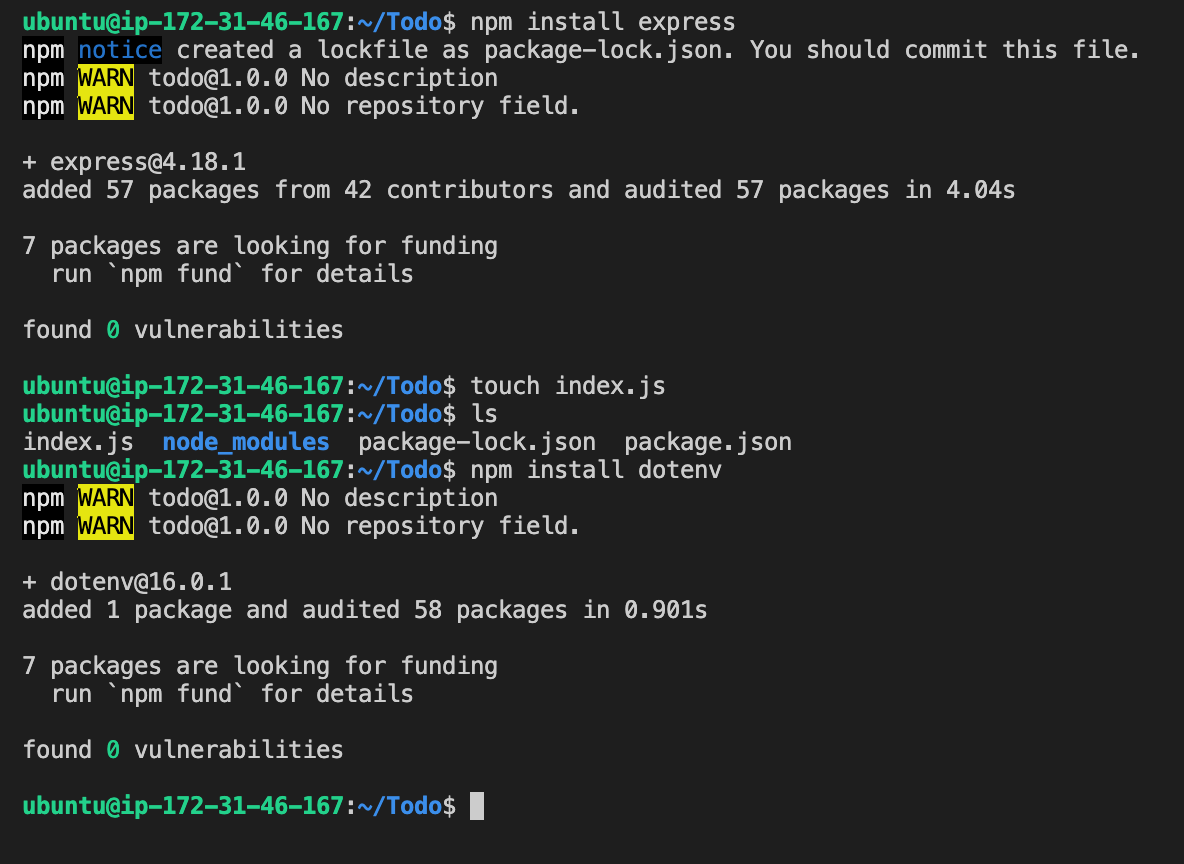 ubuntu@ip-172-31-46-167:~/Todo$ npm install express
npm notice created a lockfile as package-lock.json. You should commit this file.
npm WARN todo@1.0.0 No description
npm WARN todo@1.0.0 No repository field.

+ express@4.18.1
added 57 packages from 42 contributors and audited 57 packages in 4.04s

7 packages are looking for funding
  run `npm fund` for details

found 0 vulnerabilities

ubuntu@ip-172-31-46-167:~/Todo$ touch index.js
ubuntu@ip-172-31-46-167:~/Todo$ ls
index.js  node_modules  package-lock.json  package.json
ubuntu@ip-172-31-46-167:~/Todo$ npm install dotenv
npm WARN todo@1.0.0 No description
npm WARN todo@1.0.0 No repository field.

+ dotenv@16.0.1
added 1 package and audited 58 packages in 0.901s

7 packages are looking for funding
  run `npm fund` for details

found 0 vulnerabilities

ubuntu@ip-172-31-46-167:~/Todo$